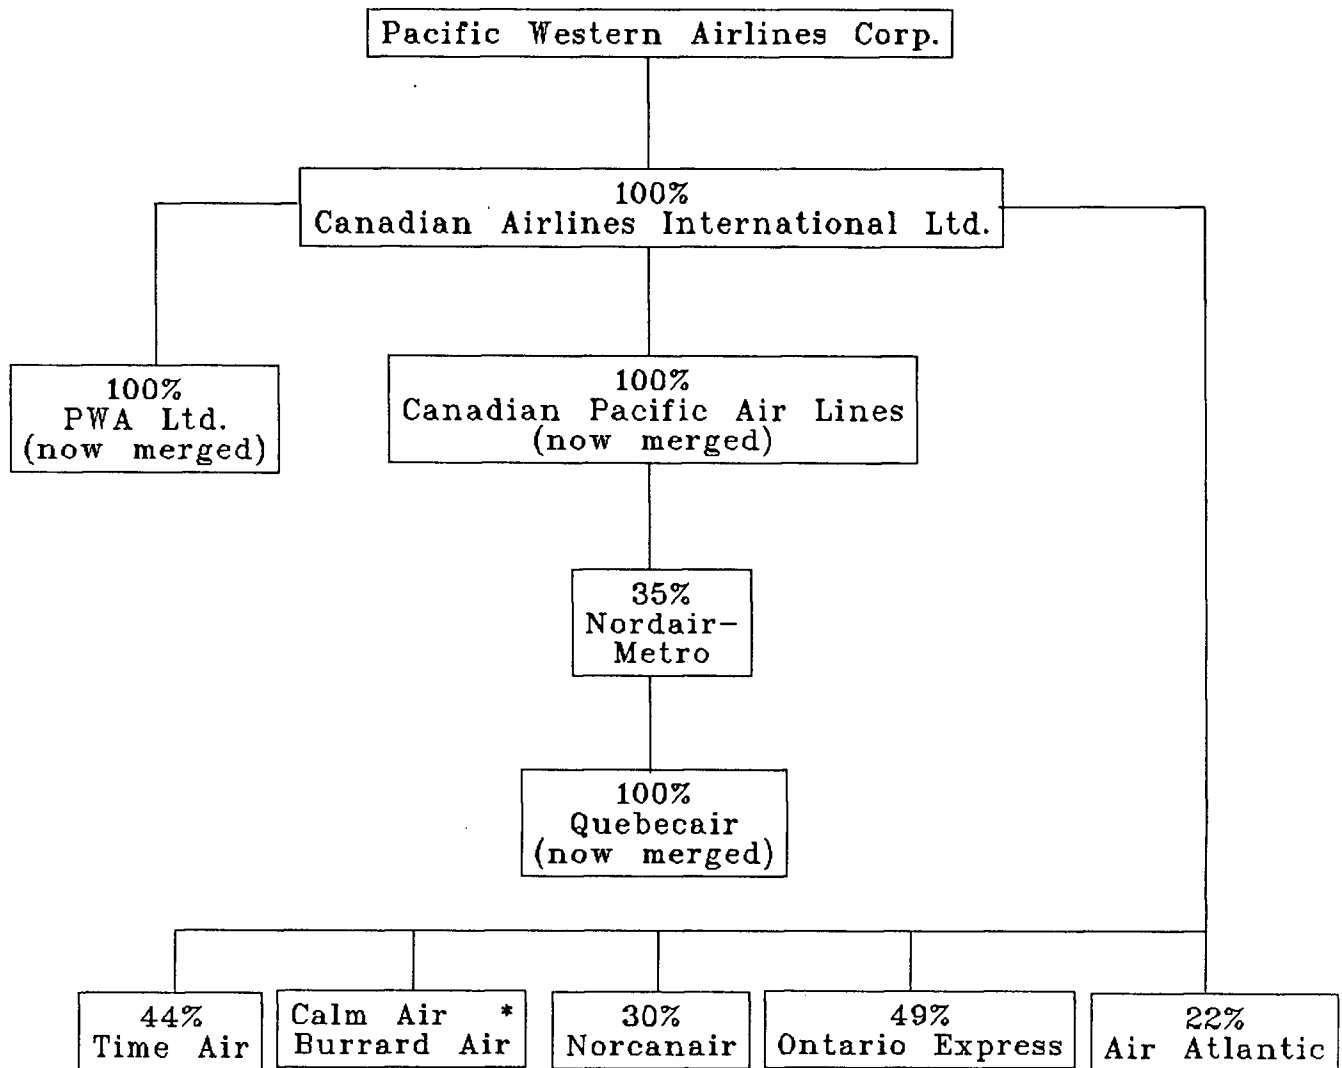 Pacific Western Airlines Corp.
100%
Canadian Airlines International Ltd.
100%
PWA Ltd.
(now merged)
100%
Canadian Pacific Air Lines
(now merged)
35%
Nordair-
Metro
100%
Quebecair
(now merged)
44%
Time Air
Calm Air *
Burrard Air
30%
Norcanair
49%
Ontario Express
22%
Air Atlantic